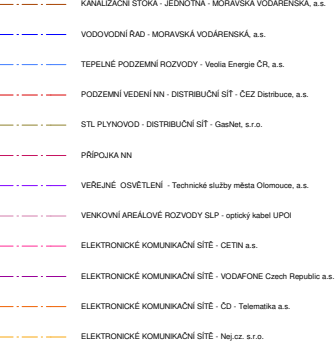 KANALIZAČNÍ STOKA - JEDNOTNÁ - MORAVSKÁ VODÁRENSKÁ, a.s.
VODOVODNÍ ŘAD - MORAVSKÁ VODÁRENSKÁ, a.s.
TEPELNÉ PODZEMNÍ ROZVODY - Veolia Energie ČR, a.s.
PODZEMNÍ VEDENÍ NN - DISTRIBUČNÍ SÍŤ - ČEZ Distribuce, a.s.
STL PLYNOVOD - DISTRIBUČNÍ SÍŤ - GasNet, s.r.o.
PŘÍPOJKA NN
VEŘEJNÉ OSVĚTLENÍ - Technické služby města Olomouce, a.s.
VENKOVNÍ AREÁLOVÉ ROZVODY SLP - optický kabel UPOl
ELEKTRONICKÉ KOMUNIKAČNÍ SÍTĚ - CETIN a.s.
ELEKTRONICKÉ KOMUNIKAČNÍ SÍTĚ - VODAFONE Czech Republic a.s.
ELEKTRONICKÉ KOMUNIKAČNÍ SÍTĚ - ČD - Telematika a.s.
ELEKTRONICKÉ KOMUNIKAČNÍ SÍTĚ - Nej.cz. s.r.o.